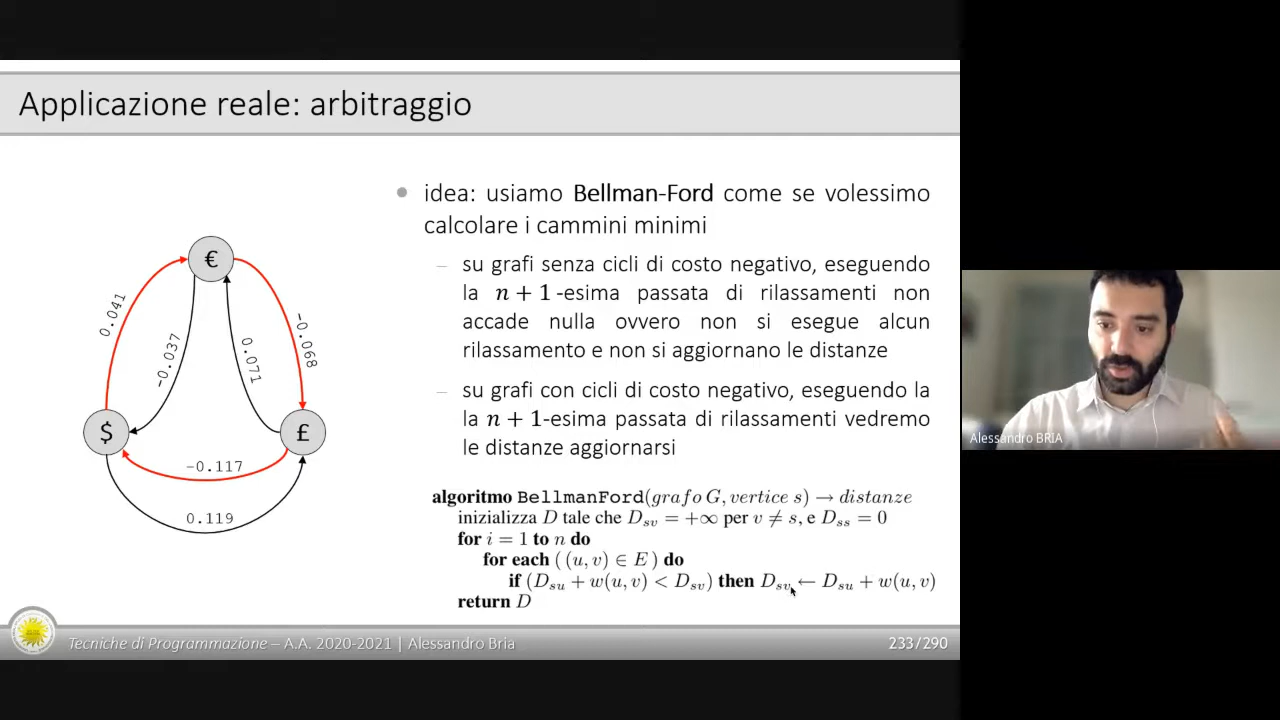 Applicazione reale: arbitraggio
€
0.041
-0.037
0.071
-0.068
$
£
-0.117
0.119
idea: usiamo Bellman-Ford come se volessimo
calcolare i cammini minimi
– su grafi senza cicli di costo negativo, eseguendo
la n + 1 -esima passata di rilassamenti non
accade nulla ovvero non si esegue alcun
rilassamento e non si aggiornano le distanze
– su grafi con cicli di costo negativo, eseguendo la
la n + 1-esima passata di rilassamenti vedremo
le distanze aggiornarsi
algoritmo BellmanFord(grafo G, vertice s) → distanze
inizializza D tale che D_sv = +∞ per v ≠ s, e D_ss = 0
for i = 1 to n do
for each ( (u, v) ∈ E ) do
if (D_su + w(u, v) < D_sv) then D_sv ← D_su + w(u, v)
return D
Tecniche di Programmazione – A.A. 2020-2021 | Alessandro Bria
233/290
Alessandro BRIA